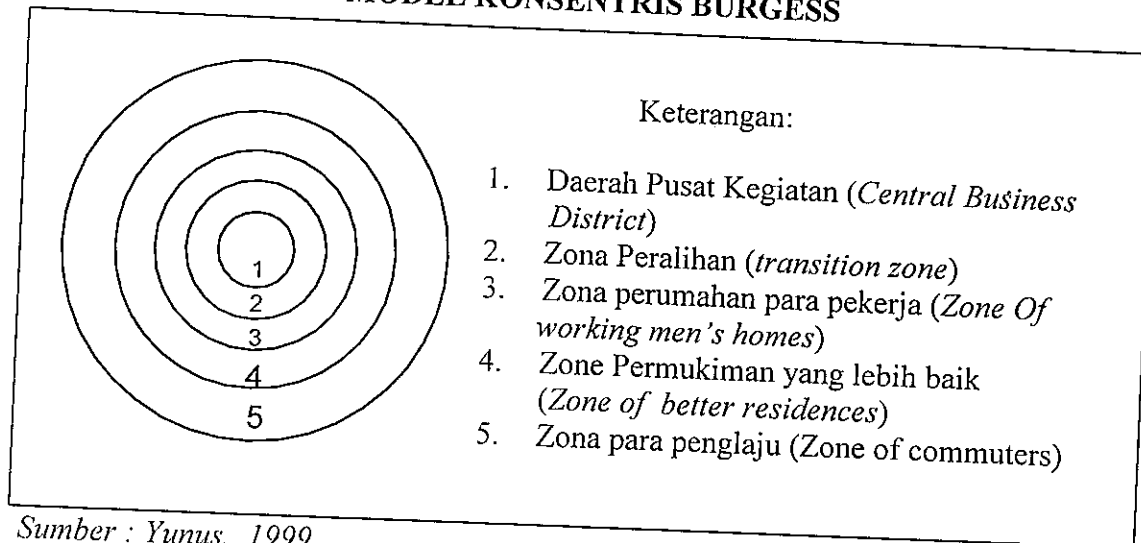 MODEL KONSENTRIS BURGESS
1
2
3
4
5
Keterangan:
1. Daerah Pusat Kegiatan (Central Business
District)
2. Zona Peralihan (transition zone)
3. Zona perumahan para pekerja (Zone Of
working men's homes)
4. Zone Permukiman yang lebih baik
(Zone of better residences)
5. Zona para penglaju (Zone of commuters)
Sumber : Yunus, 1999